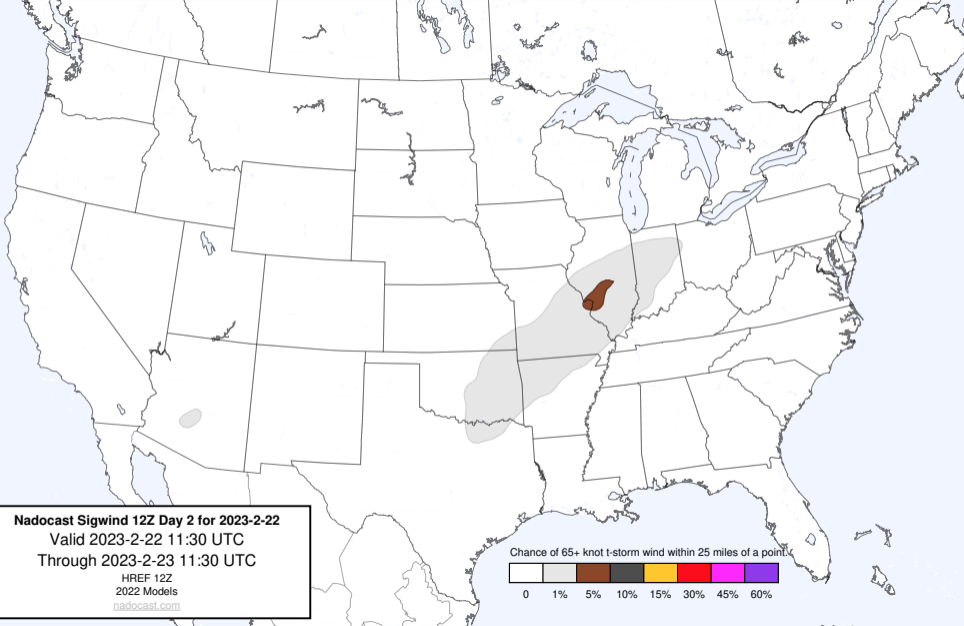 Nadocast Sigwind 12Z Day 2 for 2023-2-22
Valid 2023-2-22 11:30 UTC
Through 2023-2-23 11:30 UTC
HREF 12Z
2022 Models
nadocast.com
Chance of 65+ knot t-storm wind within 25 miles of a point.
0 1% 5% 10% 15% 30% 45% 60%